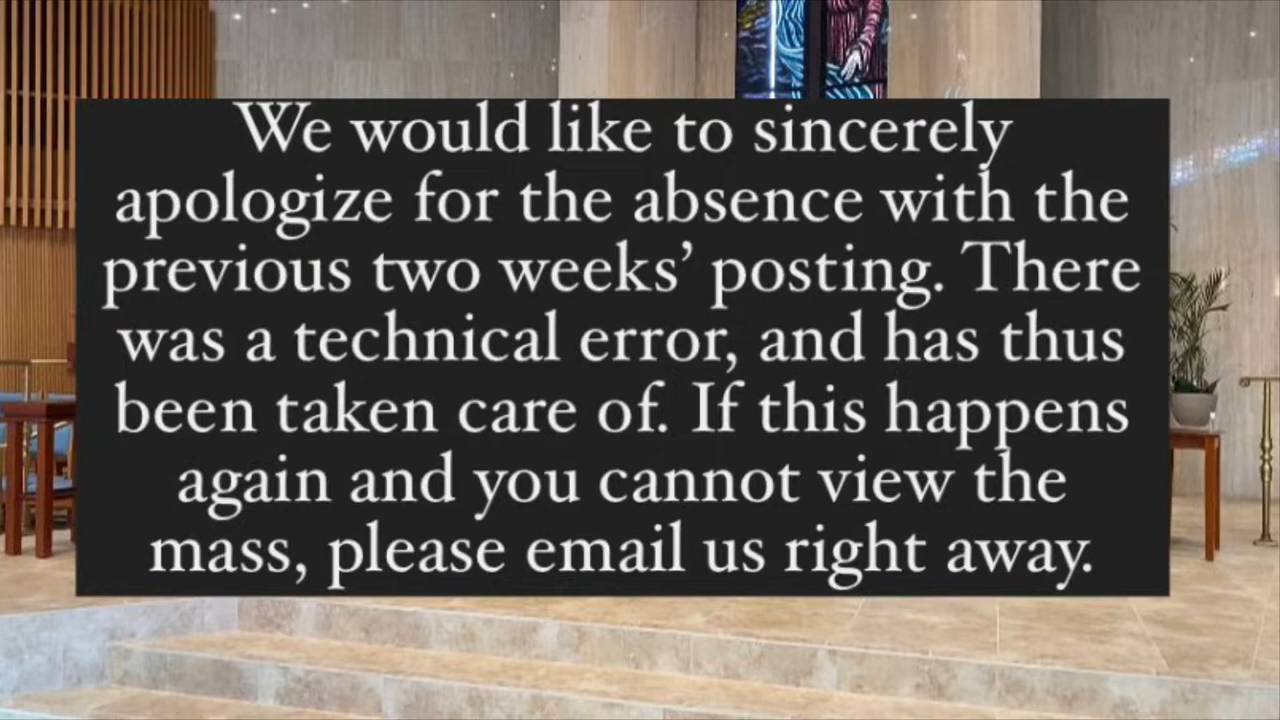 We would like to sincerely
apologize for the absence with the
previous two weeks’ posting. There
was a technical error, and has thus
been taken care of. If this happens
again and you cannot view the
mass, please email us right away.